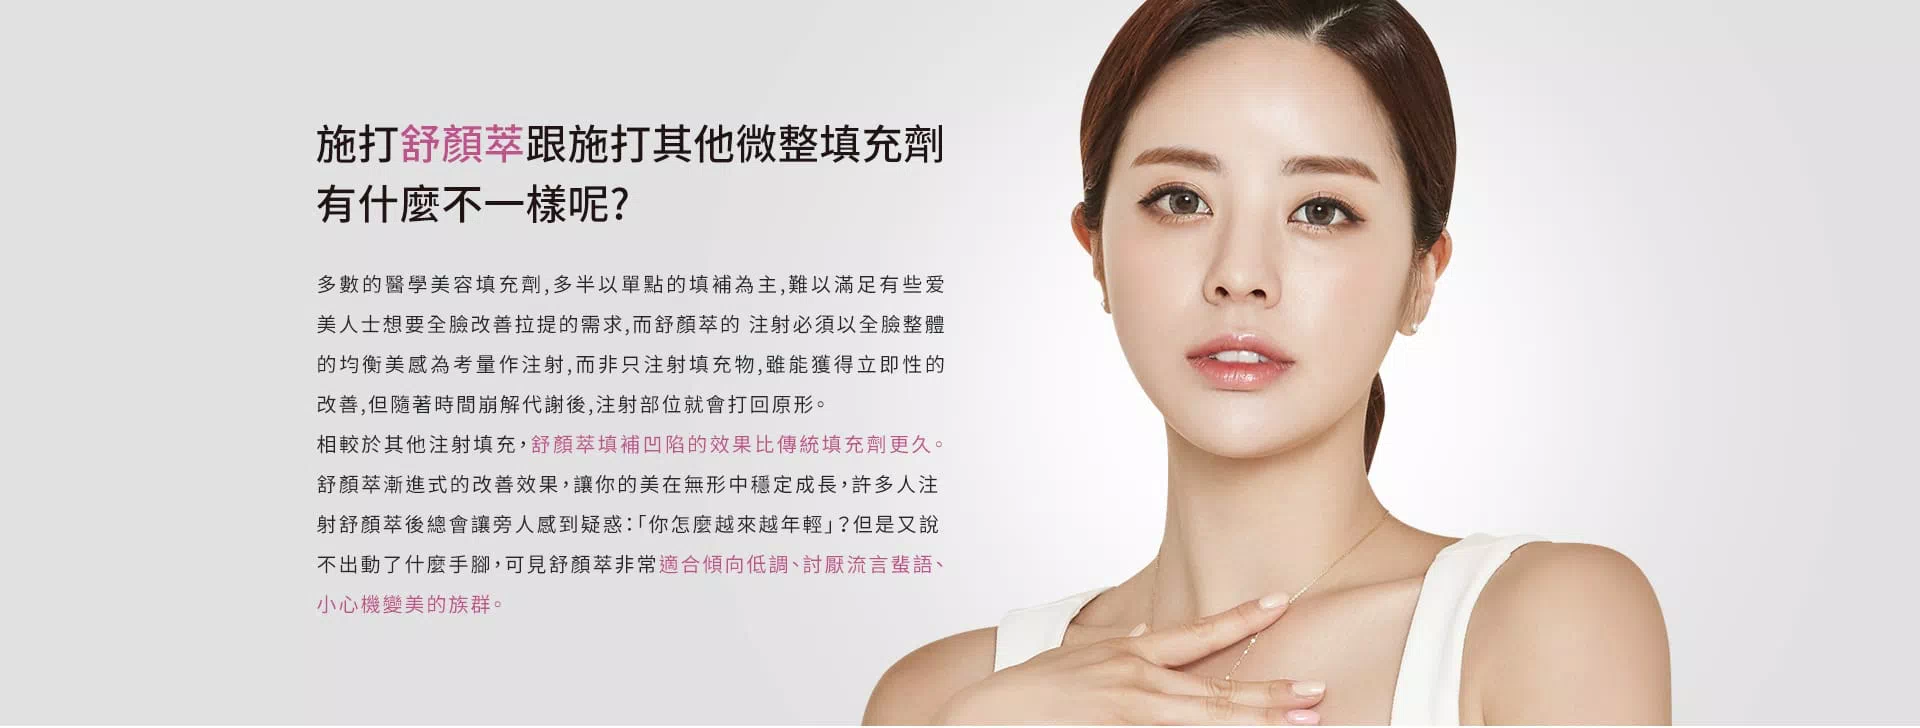 施打舒顏萃跟施打其他微整填充劑
有什麼不一樣呢?
多數的醫學美容填充劑,多半以單點的填補為主,難以滿足有些爱
美人士想要全臉改善拉提的需求,而舒顏萃的 注射必須以全臉整體
的均衡美感為考量作注射,而非只注射填充物,雖能獲得立即性的
改善,但隨著時間崩解代謝後,注射部位就會打回原形。
相較於其他注射填充，舒顏萃填補凹陷的效果比傳統填充劑更久。
舒顏萃漸進式的改善效果，讓你的美在無形中穩定成長，許多人注
射舒顏萃後總會讓旁人感到疑惑：「你怎麼越來越年輕」？但是又說
不出動了什麼手腳，可見舒顏萃非常適合傾向低調、討厭流言蜚語、
小心機變美的族群。